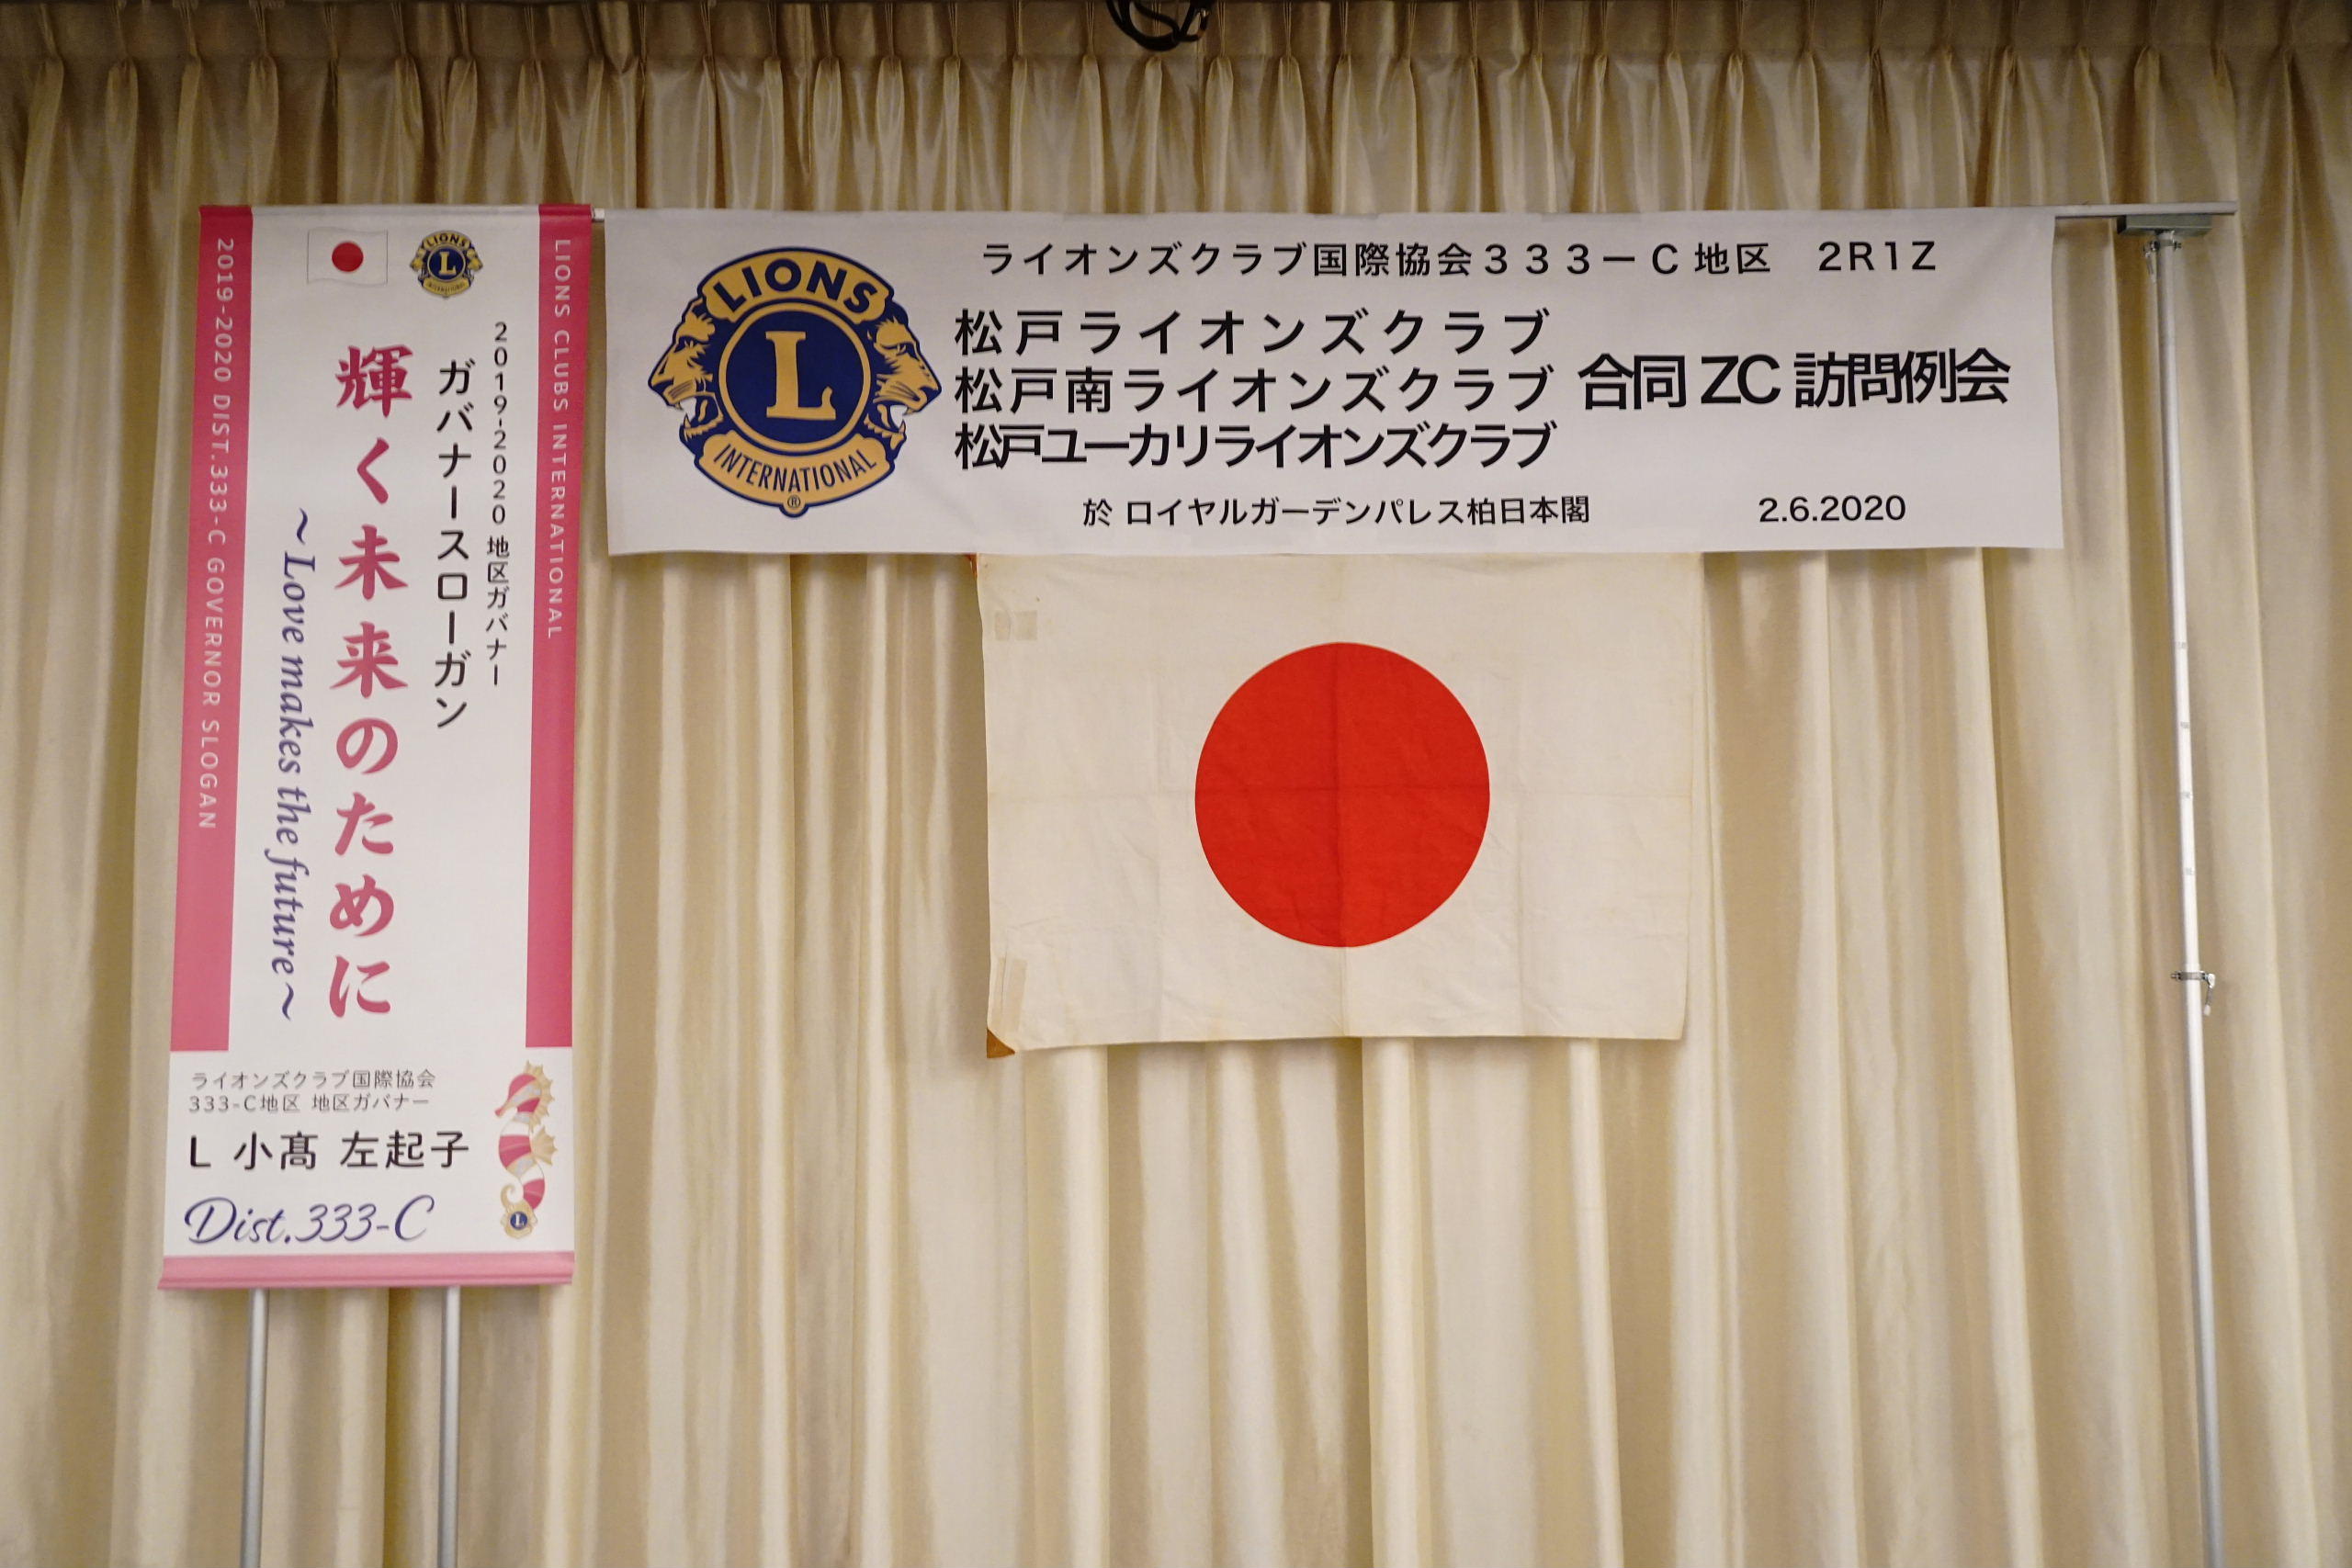 LIONS CLUBS INTERNATIONAL
LIONS
L
INTERNATIONAL
2019-2020 地区ガバナー
ガバナースローガン
輝く未来のために
～Love makes the future～
2019-2020 DIST.333-C GOVERNOR SLOGAN
ライオンズクラブ国際協会
333-C地区 地区ガバナー
L 小髙 左起子
Dist.333-C
L
LIONS
L
INTERNATIONAL
®
ライオンズクラブ国際協会３３３ーＣ地区　２Ｒ１Ｚ
松戸ライオンズクラブ
松戸南ライオンズクラブ
松戸ユーカリライオンズクラブ
合同 ZC 訪問例会
於 ロイヤルガーデンパレス柏日本閣
2.6.2020